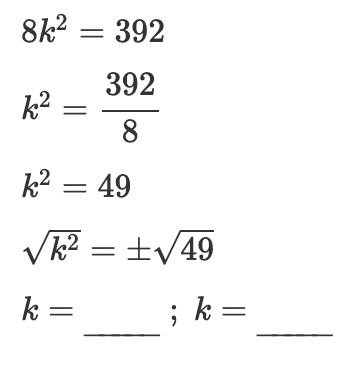 8k² = 392
k² = 392/8
k² = 49
√k² = ±√49
k = ____ ; k = ____